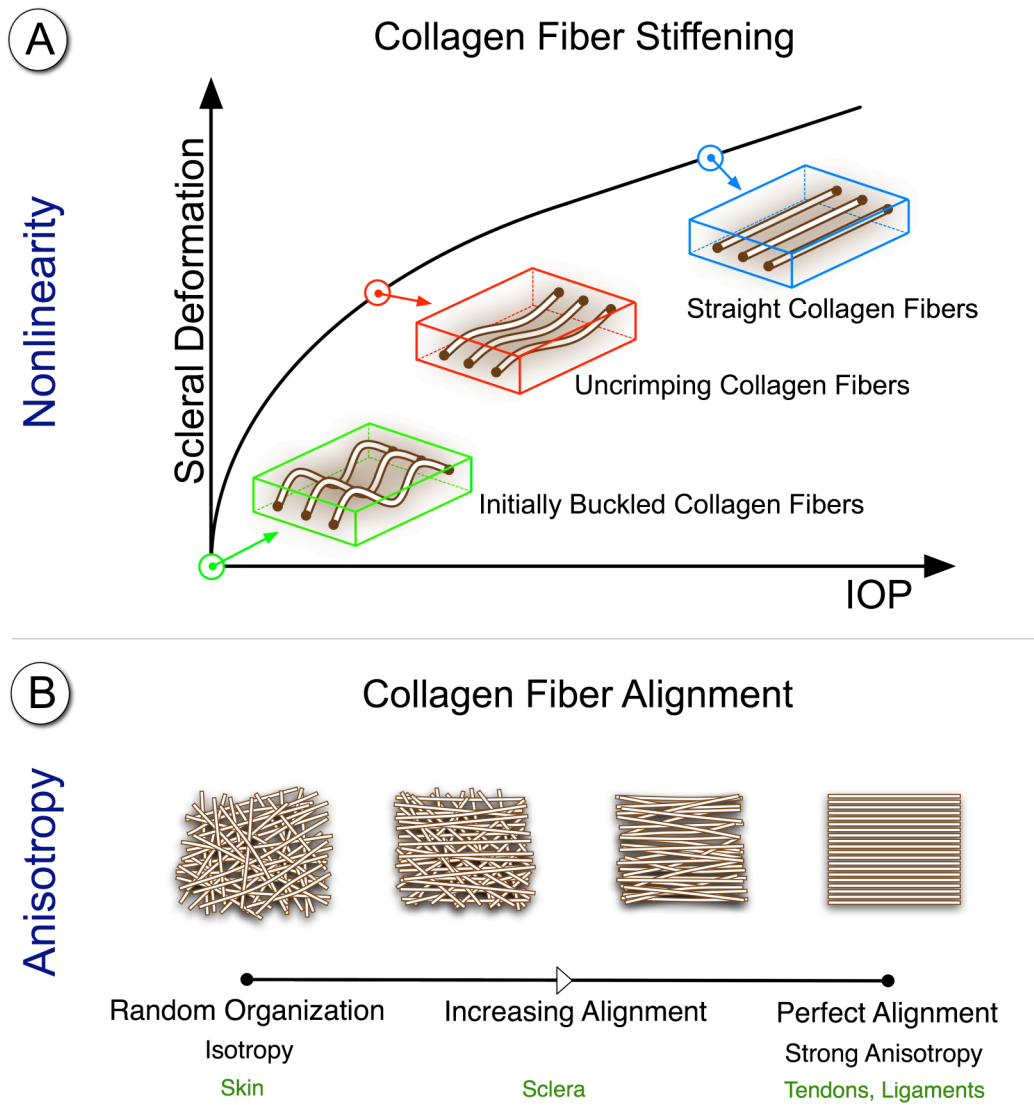 A
Collagen Fiber Stiffening
Nonlinearity
Scleral Deformation
Straight Collagen Fibers
Uncrimping Collagen Fibers
Initially Buckled Collagen Fibers
IOP
B
Collagen Fiber Alignment
Anisotropy
Random Organization
Increasing Alignment
Perfect Alignment
Isotropy
Strong Anisotropy
Skin
Sclera
Tendons, Ligaments